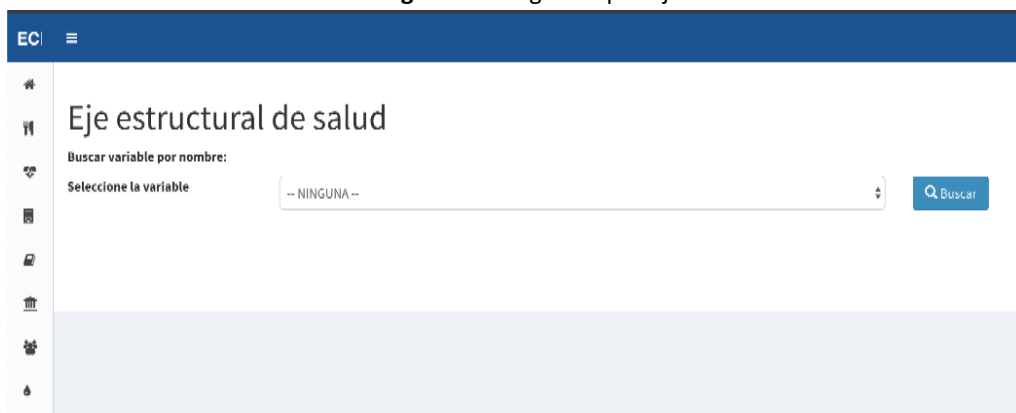 ECI
Eje estructural de salud
Buscar variable por nombre:
Seleccione la variable
-- NINGUNA --
Buscar